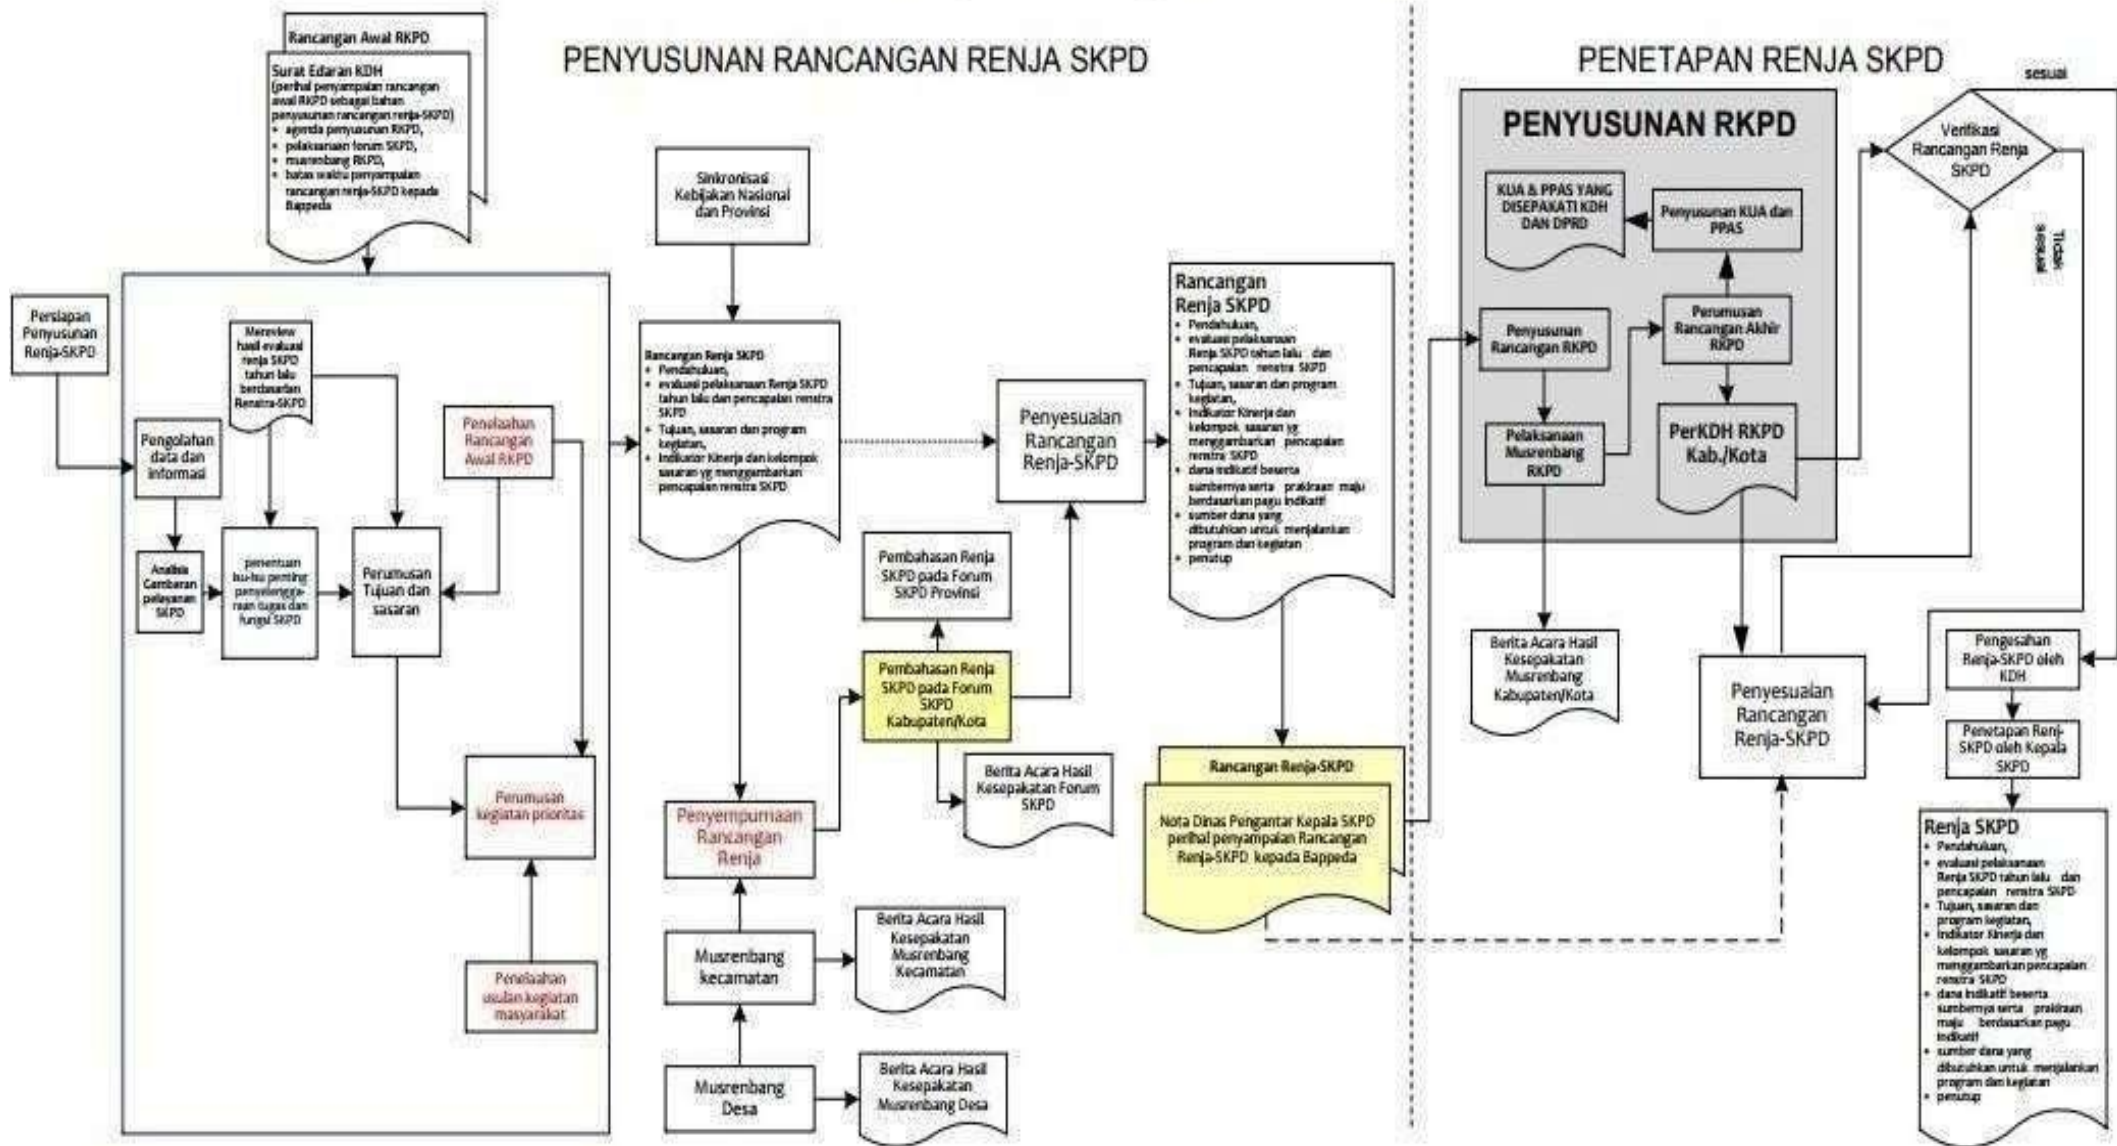 PENYUSUNAN RANCANGAN RENJA SKPD
PENETAPAN RENJA SKPD
Rancangan Awal RKPD
Surat Edaran KDH
(perihal penyampaian rancangan
awal RKPD sebagai bahan
penyusunan rancangan renja-SKPD)
• agenda penyusunan RKPD,
• pelaksanaan forum SKPD,
• musrenbang RKPD,
• batas waktu penyampaian
rancangan renja-SKPD kepada
Bappeda
Persiapan
Penyusunan
Renja-SKPD
Mereview
hasil evaluasi
renja SKPD
tahun lalu
berdasarkan
Renstra-SKPD
Pengolahan
data dan
informasi
Penelaahan
Rancangan
Awal RKPD
Analisis
Gambaran
pelayanan
SKPD
penentuan
isu-isu penting
penyelengga-
raan tugas dan
fungsi SKPD
Perumusan
Tujuan dan
sasaran
Perumusan
kegiatan prioritas
Penelaahan
usulan kegiatan
masyarakat
Sinkronisasi
Kebijakan Nasional
dan Provinsi
Rancangan Renja SKPD
• Pendahuluan,
• evaluasi pelaksanaan Renja SKPD
tahun lalu dan pencapaian renstra
SKPD
• Tujuan, sasaran dan program
kegiatan,
• Indikator Kinerja dan kelompok
sasaran yg menggambarkan
pencapaian renstra SKPD
Penyempurnaan
Rancangan
Renja
Musrenbang
kecamatan
Musrenbang
Desa
Berita Acara Hasil
Kesepakatan
Musrenbang
Kecamatan
Berita Acara Hasil
Kesepakatan
Musrenbang Desa
Pembahasan Renja
SKPD pada Forum
SKPD Provinsi
Pembahasan Renja
SKPD pada Forum
SKPD
Kabupaten/Kota
Berita Acara Hasil
Kesepakatan Forum
SKPD
Penyesuaian
Rancangan
Renja-SKPD
Rancangan
Renja SKPD
• Pendahuluan,
• evaluasi pelaksanaan
Renja SKPD tahun lalu dan
pencapaian renstra SKPD
• Tujuan, sasaran dan program
kegiatan,
• Indikator Kinerja dan
kelompok sasaran yg
menggambarkan pencapaian
renstra SKPD
• dana indikatif beserta
sumbernya serta prakiraan maju
berdasarkan pagu indikatif
• sumber dana yang
dibutuhkan untuk menjalankan
program dan kegiatan
• penutup
Rancangan Renja-SKPD
Nota Dinas Pengantar Kepala SKPD
perihal penyampaian Rancangan
Renja-SKPD kepada Bappeda
PENYUSUNAN RKPD
KUA & PPAS YANG
DISEPAKATI KDH
DAN DPRD
Penyusunan KUA dan
PPAS
Penyusunan
Rancangan RKPD
Perumusan
Rancangan Akhir
RKPD
Pelaksanaan
Musrenbang
RKPD
PerKDH RKPD
Kab./Kota
Berita Acara Hasil
Kesepakatan
Musrenbang
Kabupaten/Kota
Penyesuaian
Rancangan
Renja-SKPD
Verifikasi
Rancangan Renja
SKPD
sesuai
Tidak
sesuai
Pengesahan
Renja-SKPD oleh
KDH
Penetapan Renj-
SKPD oleh Kepala
SKPD
Renja SKPD
• Pendahuluan,
• evaluasi pelaksanaan
Renja SKPD tahun lalu dan
pencapaian renstra SKPD
• Tujuan, sasaran dan
program kegiatan,
• Indikator Kinerja dan
kelompok sasaran yg
menggambarkan pencapaian
renstra SKPD
• dana indikatif beserta
sumbernya serta prakiraan
maju berdasarkan pagu
indikatif
• sumber dana yang
dibutuhkan untuk menjalankan
program dan kegiatan
• penutup